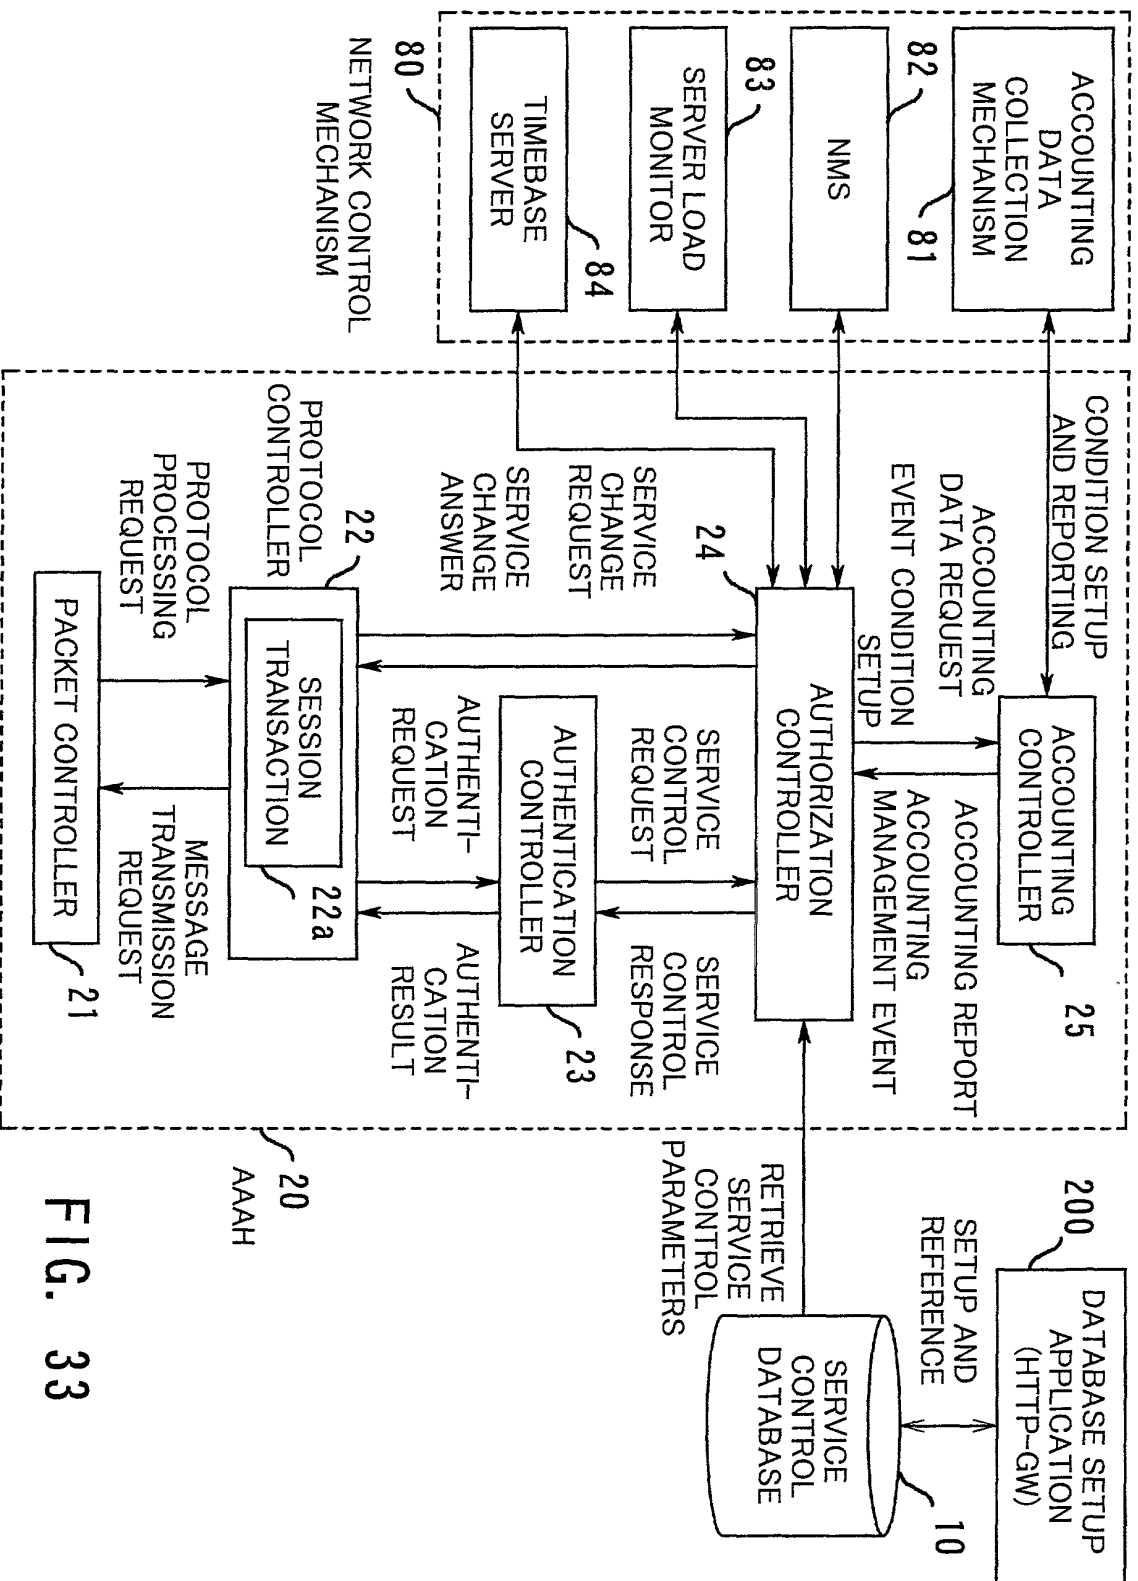 ACCOUNTING
DATA
COLLECTION
MECHANISM
81
NMS
82
SERVER LOAD
MONITOR
83
TIMEBASE
SERVER
84
80
NETWORK CONTROL
MECHANISM
CONDITION SETUP
AND REPORTING
ACCOUNTING
DATA REQUEST
EVENT CONDITION
SETUP
ACCOUNTING
CONTROLLER
25
ACCOUNTING REPORT
ACCOUNTING
MANAGEMENT EVENT
24
AUTHORIZATION
CONTROLLER
SERVICE
CHANGE
REQUEST
SERVICE
CHANGE
ANSWER
SERVICE
CONTROL
REQUEST
SERVICE
CONTROL
RESPONSE
AUTHENTICATION
CONTROLLER
23
AUTHENTI-
CATION
REQUEST
AUTHENTI-
CATION
RESULT
22
PROTOCOL
CONTROLLER
SESSION
TRANSACTION
22a
PROTOCOL
PROCESSING
REQUEST
MESSAGE
TRANSMISSION
REQUEST
PACKET CONTROLLER
21
20
AAAH
200
DATABASE SETUP
APPLICATION
(HTTP-GW)
SETUP AND
REFERENCE
RETRIEVE
SERVICE
CONTROL
PARAMETERS
SERVICE
CONTROL
DATABASE
10
FIG. 33